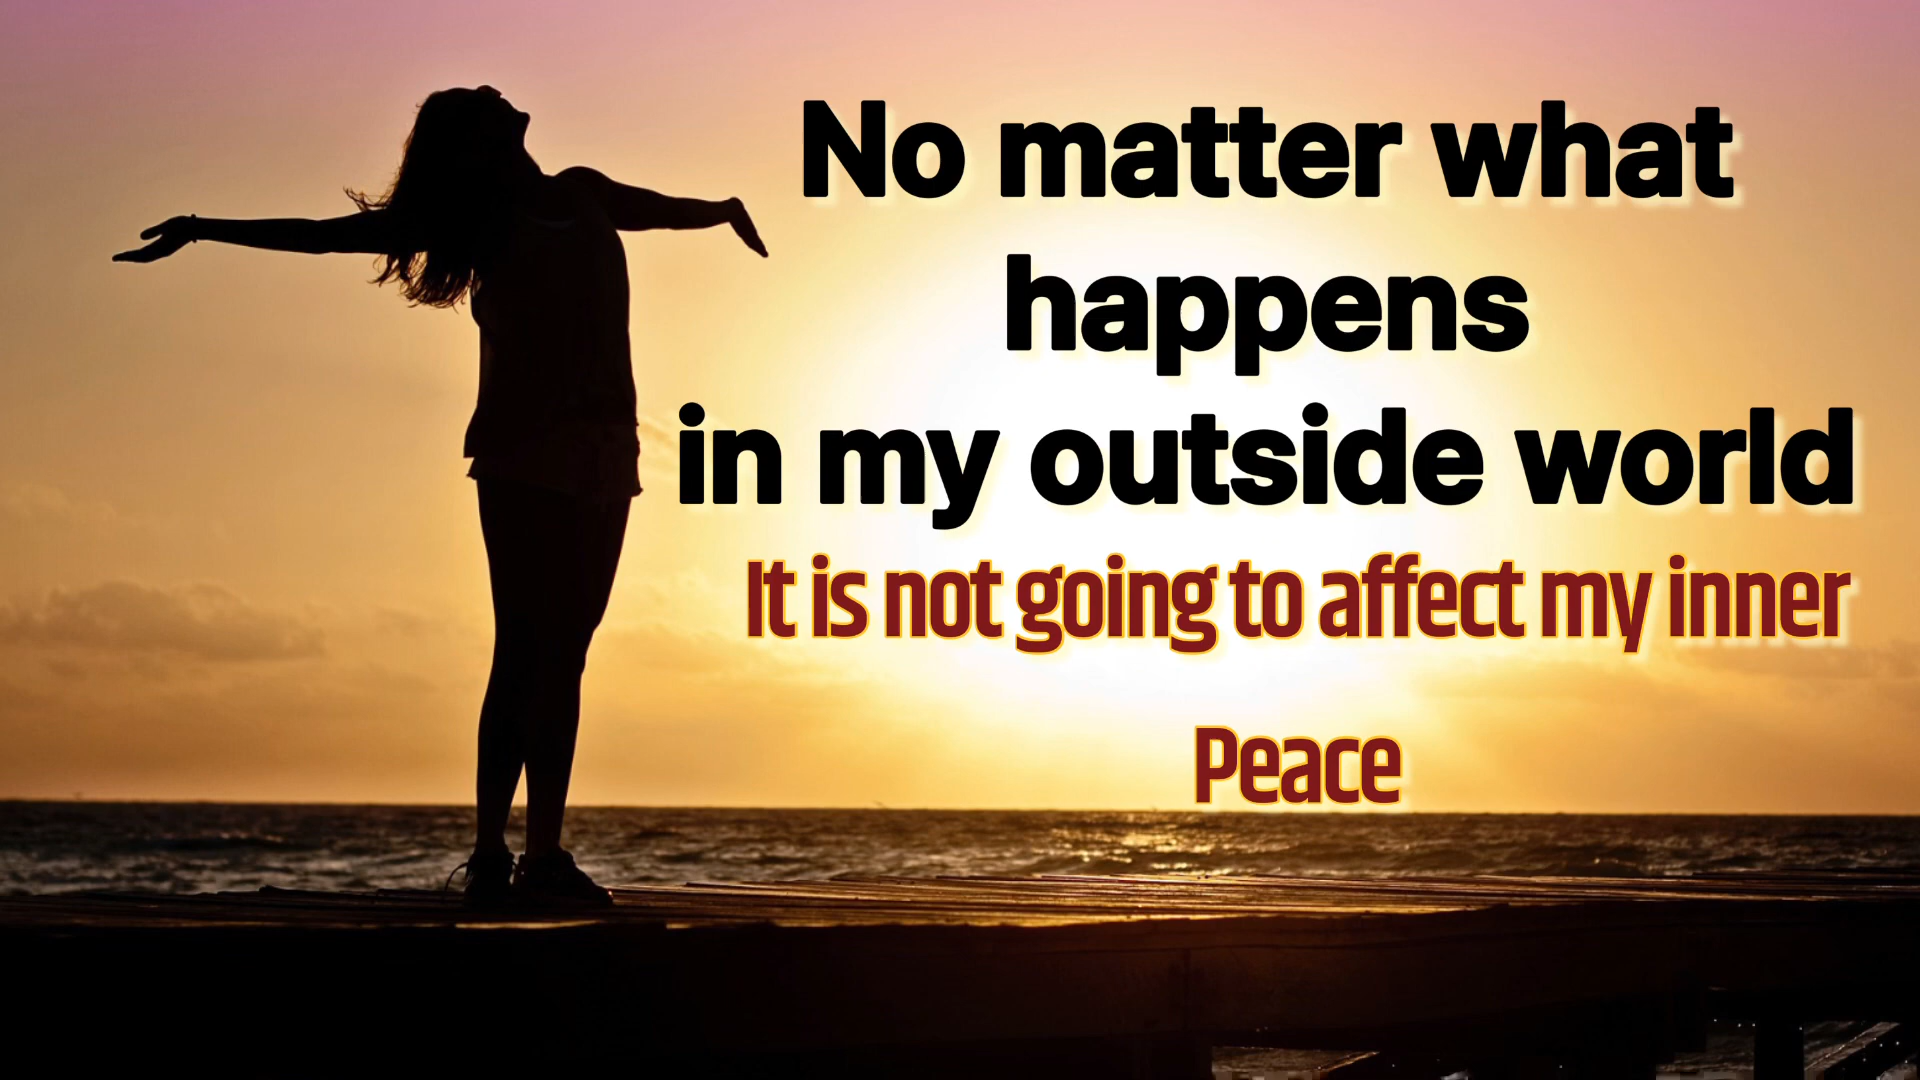 No matter what
happens
in my outside world
It is not going to affect my inner
Peace